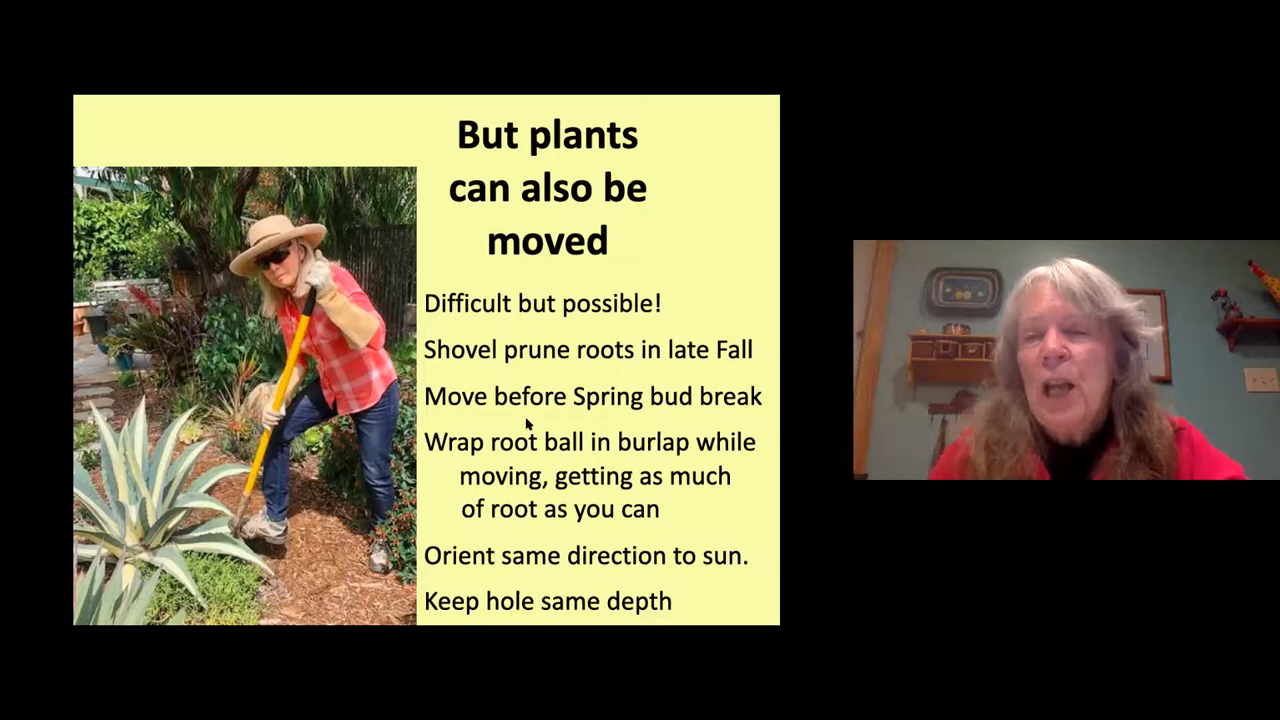 But plants
can also be
moved
Difficult but possible!
Shovel prune roots in late Fall
Move before Spring bud break
Wrap root ball in burlap while
moving, getting as much
of root as you can
Orient same direction to sun.
Keep hole same depth